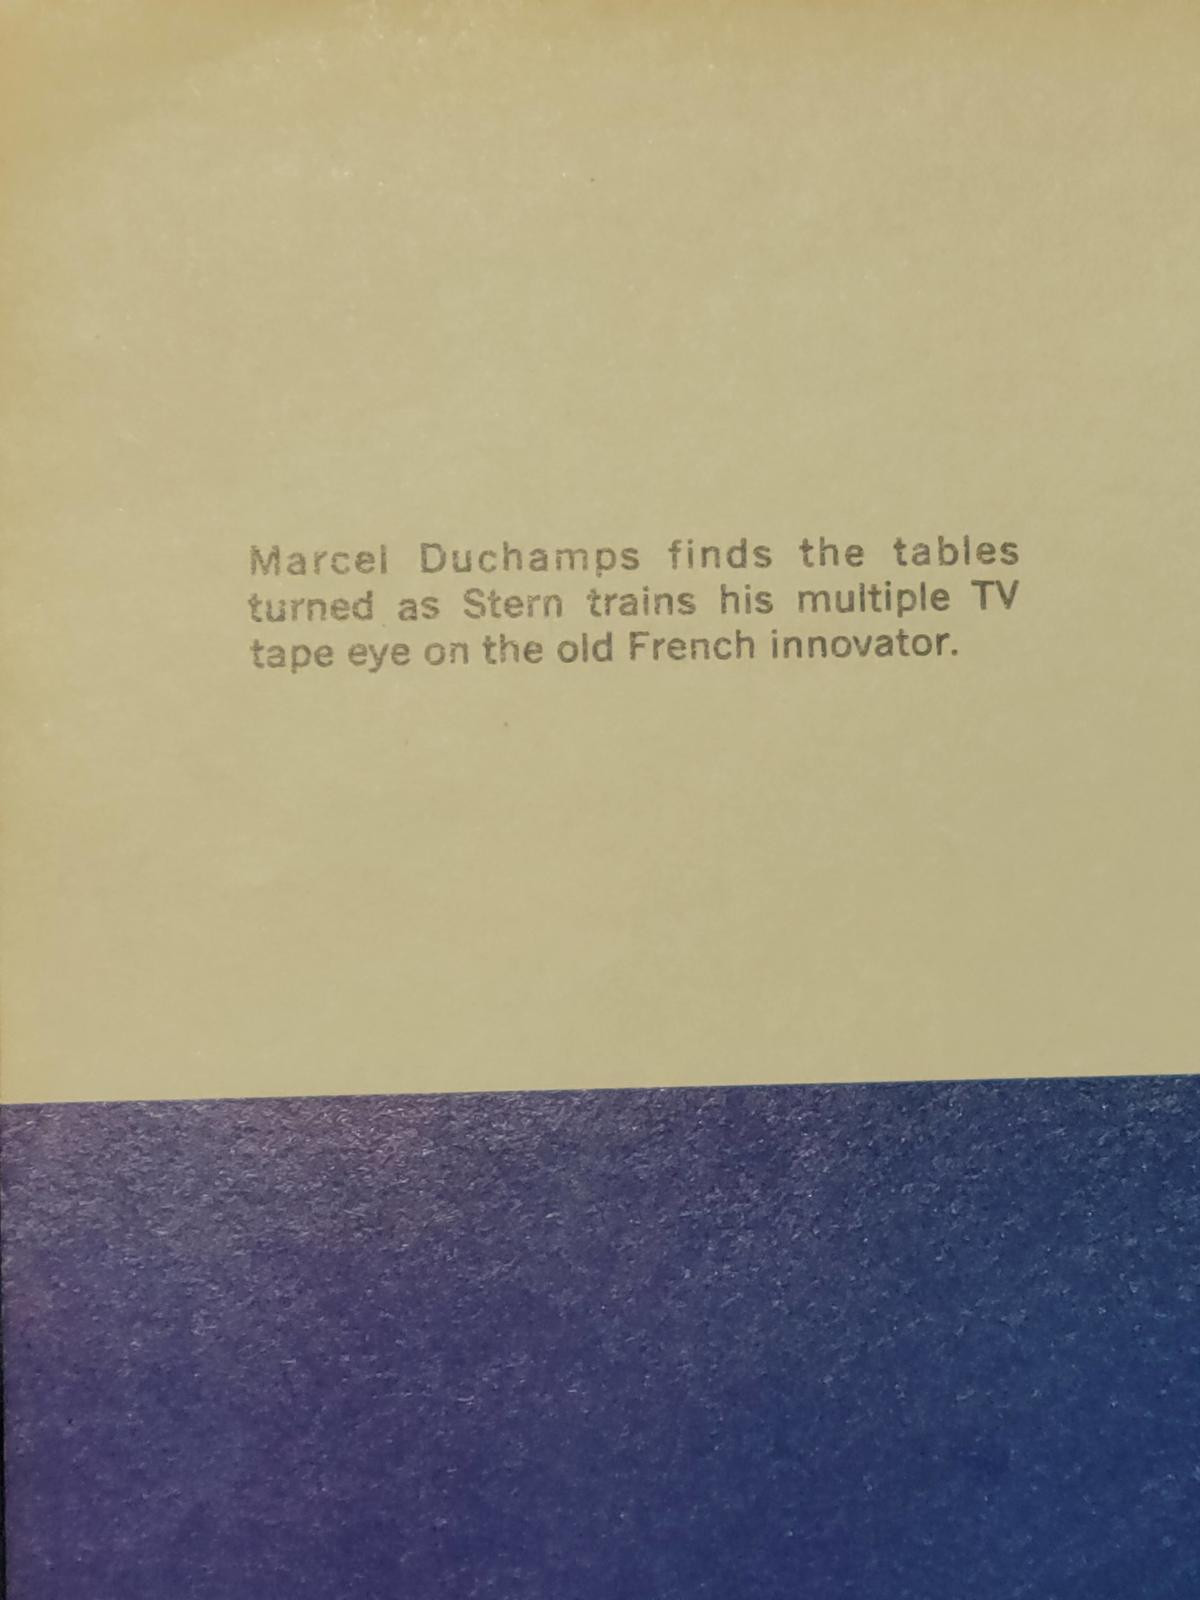 Marcel Duchamps finds the tables
turned as Stern trains his multiple TV
tape eye on the old French innovator.